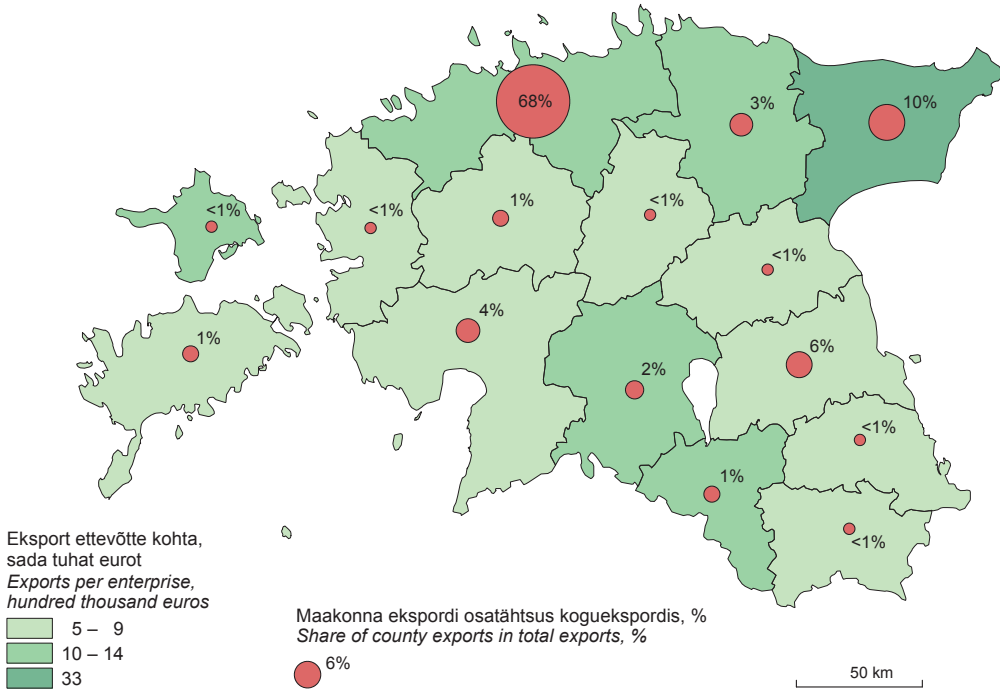 68%
3%
10%
<1%
<1%
1%
<1%
<1%
1%
4%
6%
2%
<1%
1%
<1%
Eksport ettevõtte kohta,
sada tuhat eurot
Exports per enterprise,
hundred thousand euros
5 – 9
10 – 14
33
Maakonna ekspordi osatähtsus koguekspordis, %
Share of county exports in total exports, %
6%
50 km